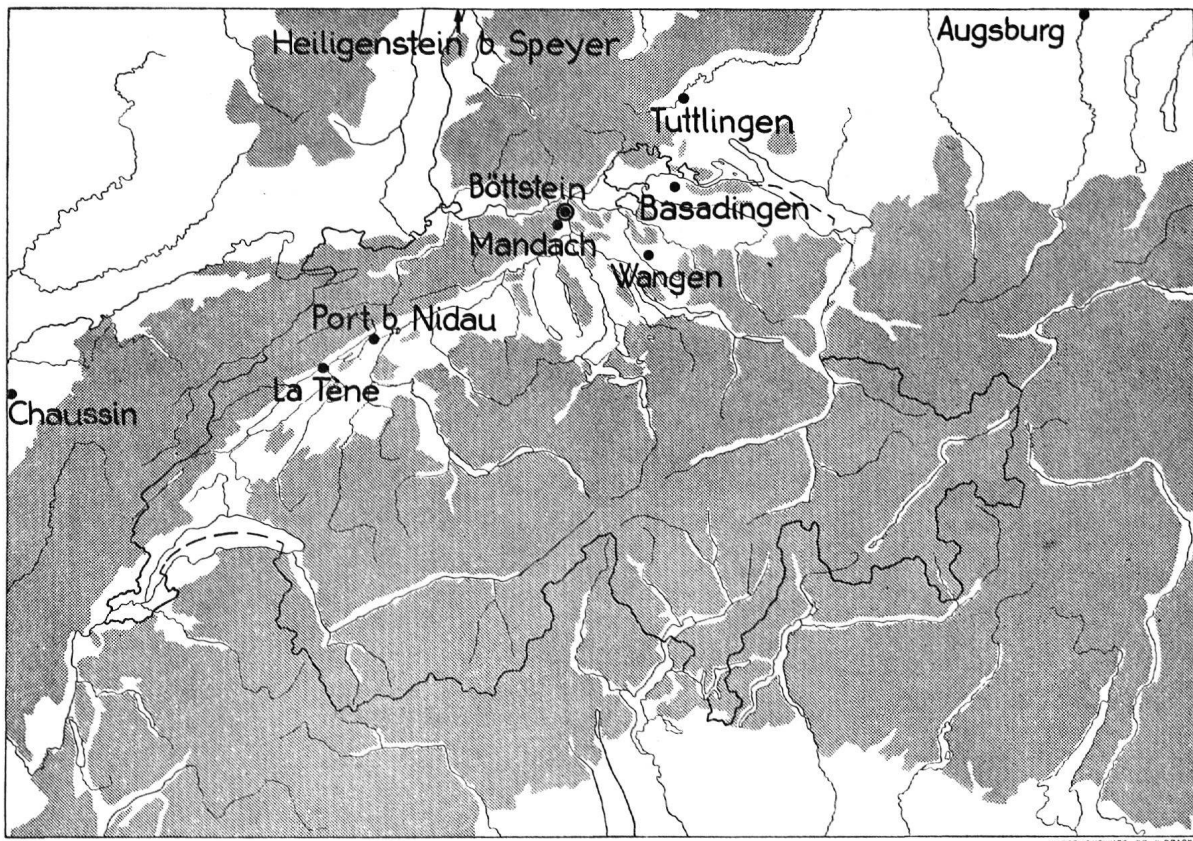 Augsburg
Heiligenstein b. Speyer
Tuttlingen
Böttstein
Basadingen
Mandach
Wangen
Port b. Nidau
La Tène
Chaussin